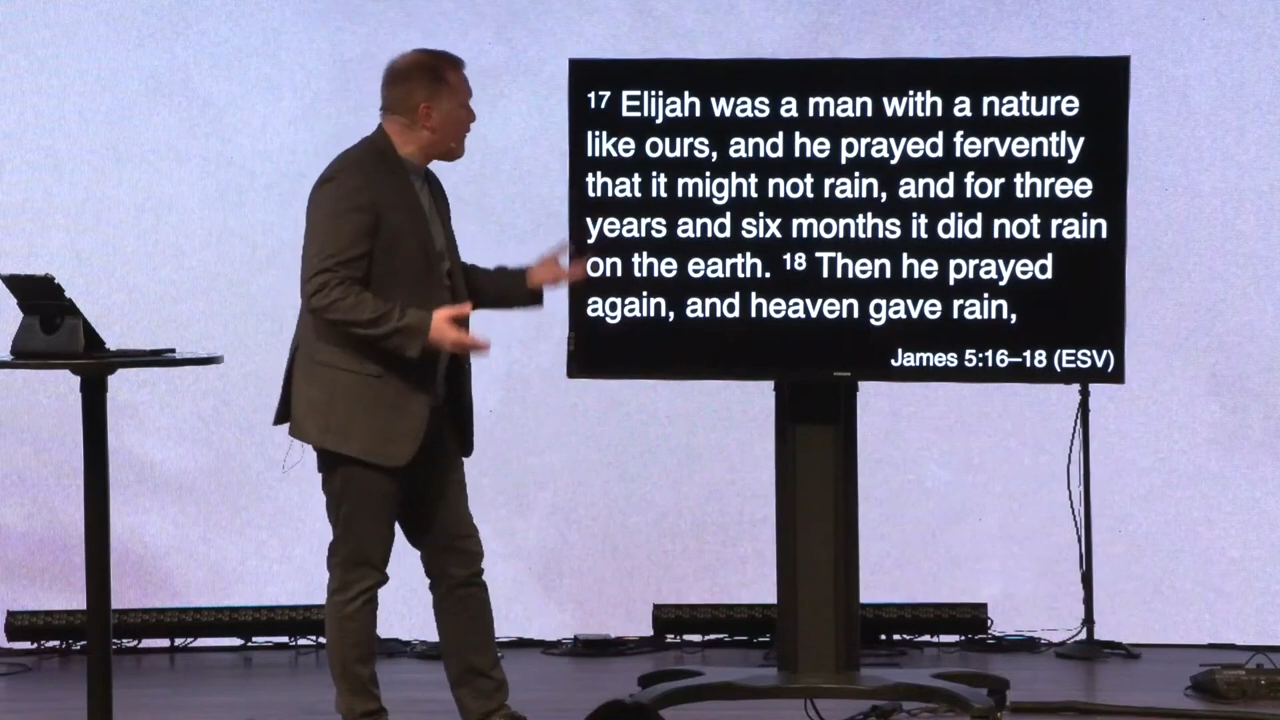 17 Elijah was a man with a nature
like ours, and he prayed fervently
that it might not rain, and for three
years and six months it did not rain
on the earth. 18 Then he prayed
again, and heaven gave rain,
James 5:16–18 (ESV)